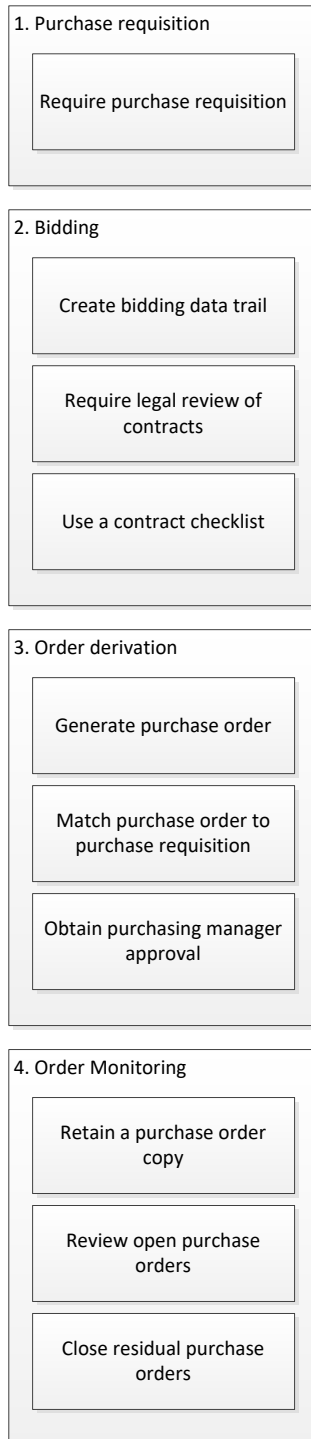 1. Purchase requisition
Require purchase requisition
2. Bidding
Create bidding data trail
Require legal review of
contracts
Use a contract checklist
3. Order derivation
Generate purchase order
Match purchase order to
purchase requisition
Obtain purchasing manager
approval
4. Order Monitoring
Retain a purchase order
copy
Review open purchase
orders
Close residual purchase
orders